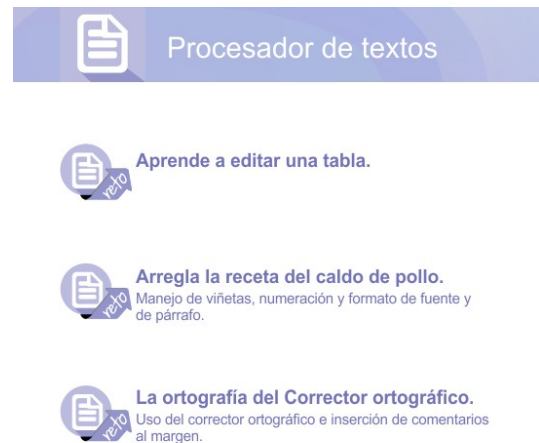 Procesador de textos
Aprende a editar una tabla.
reto
Arregla la receta del caldo de pollo.
Manejo de viñetas, numeración y formato de fuente y
de párrafo.
reto
La ortografía del Corrector ortográfico.
Uso del corrector ortográfico e inserción de comentarios
al margen.
reto